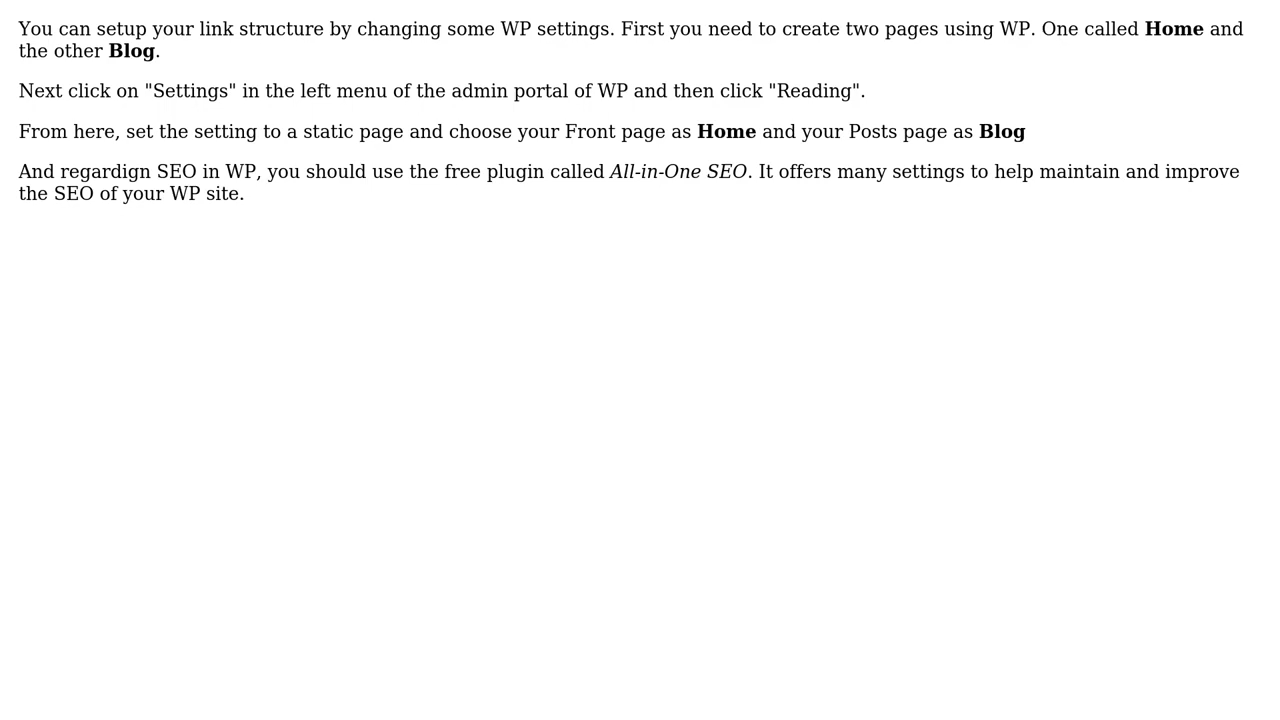 You can setup your link structure by changing some WP settings. First you need to create two pages using WP. One called Home and
the other Blog.
Next click on "Settings" in the left menu of the admin portal of WP and then click "Reading".
From here, set the setting to a static page and choose your Front page as Home and your Posts page as Blog
And regardign SEO in WP, you should use the free plugin called All-in-One SEO. It offers many settings to help maintain and improve
the SEO of your WP site.